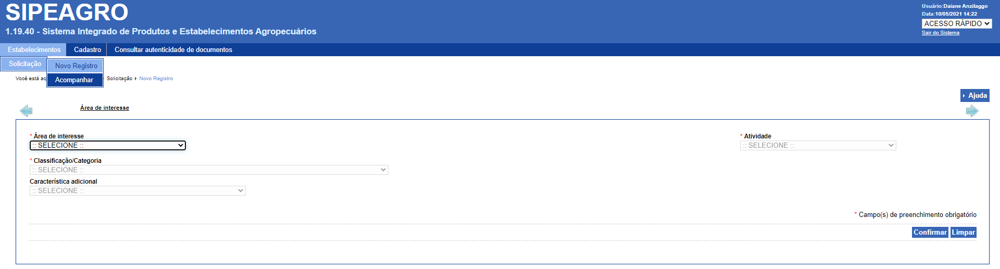 SIPEAGRO
1.19.40 - Sistema Integrado de Produtos e Estabelecimentos Agropecuários
Usuário:Daiane Anzilaggo
Data:10/05/2021 14:22
ACESSO RÁPIDO
Sair do Sistema
Estabelecimentos
Cadastro
Consultar autenticidade de documentos
Solicitação
Novo Registro
Acompanhar
Você está Solicitação Novo Registro
Ajuda
Área de interesse
* Área de interesse
:: SELECIONE ::
* Atividade
:: SELECIONE ::
* Classificação/Categoria
:: SELECIONE ::
Característica adicional
:: SELECIONE ::
* Campo(s) de preenchimento obrigatório
Confirmar Limpar